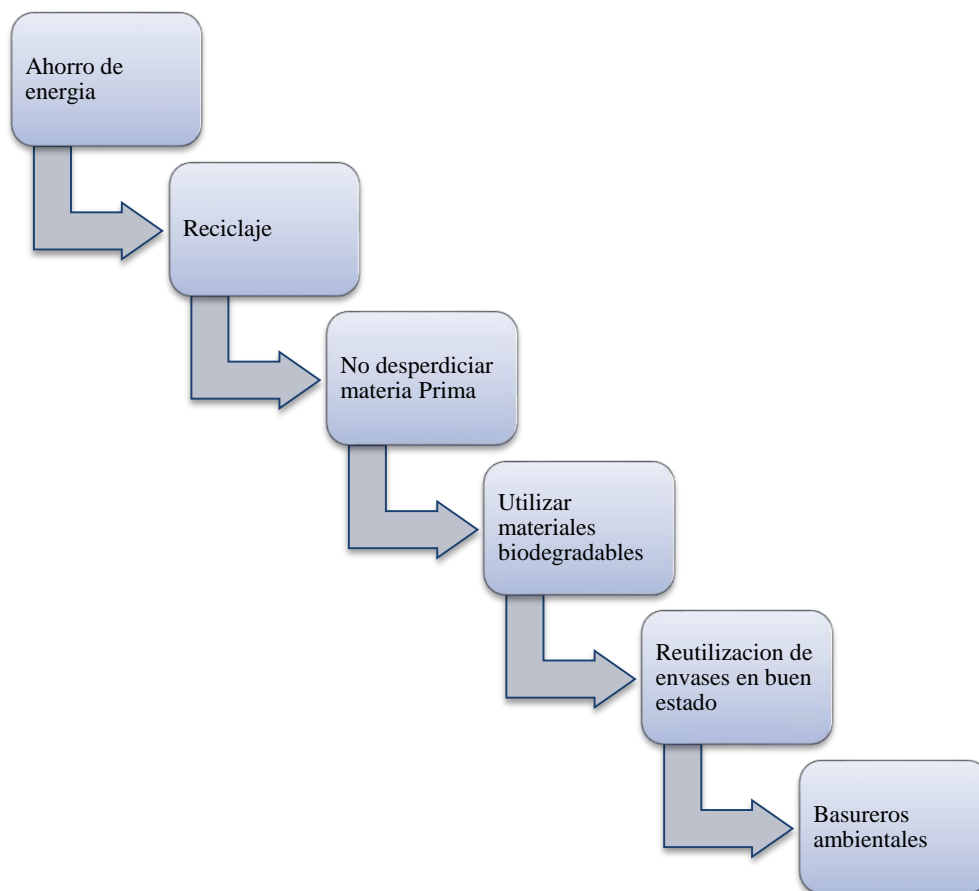 Ahorro de
energia
Reciclaje
No desperdiciar
materia Prima
Utilizar
materiales
biodegradables
Reutilizacion de
envases en buen
estado
Basureros
ambientales